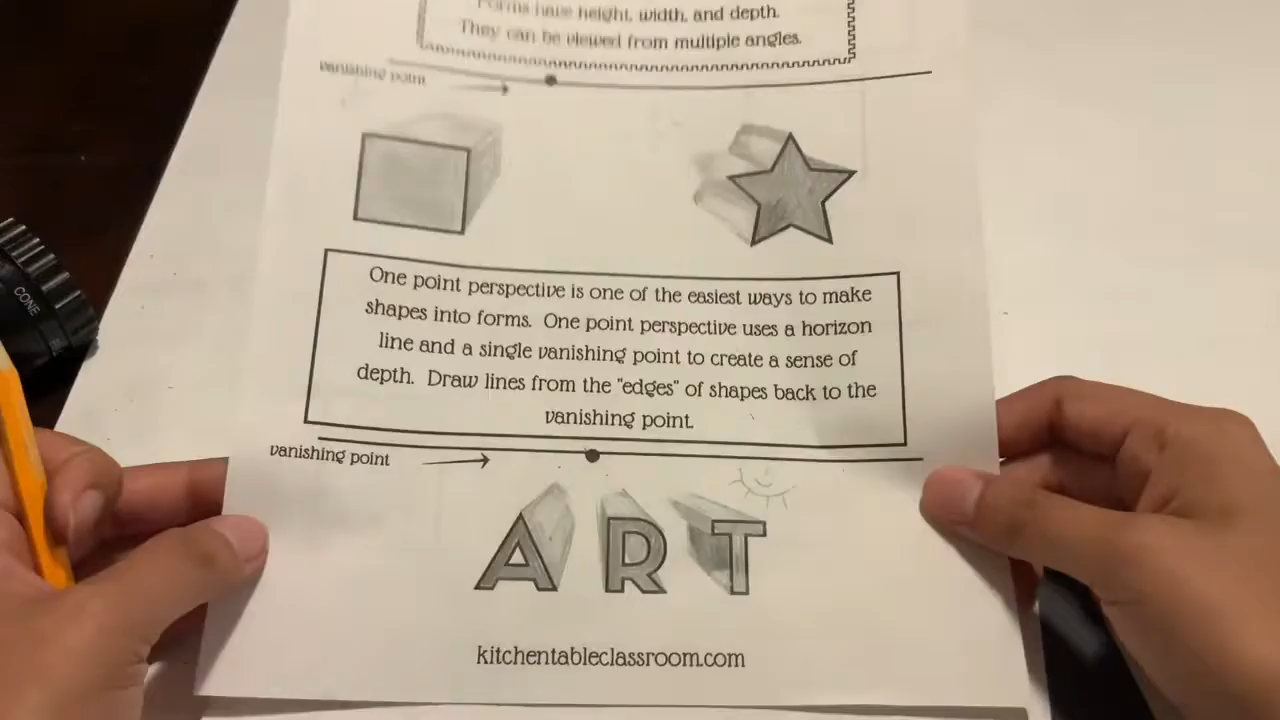 Forms have height, width, and depth.
They can be viewed from multiple angles.
vanishing point
One point perspective is one of the easiest ways to make
shapes into forms. One point perspective uses a horizon
line and a single vanishing point to create a sense of
depth. Draw lines from the "edges" of shapes back to the
vanishing point.
vanishing point
ART
kitchentableclassroom.com
CONE